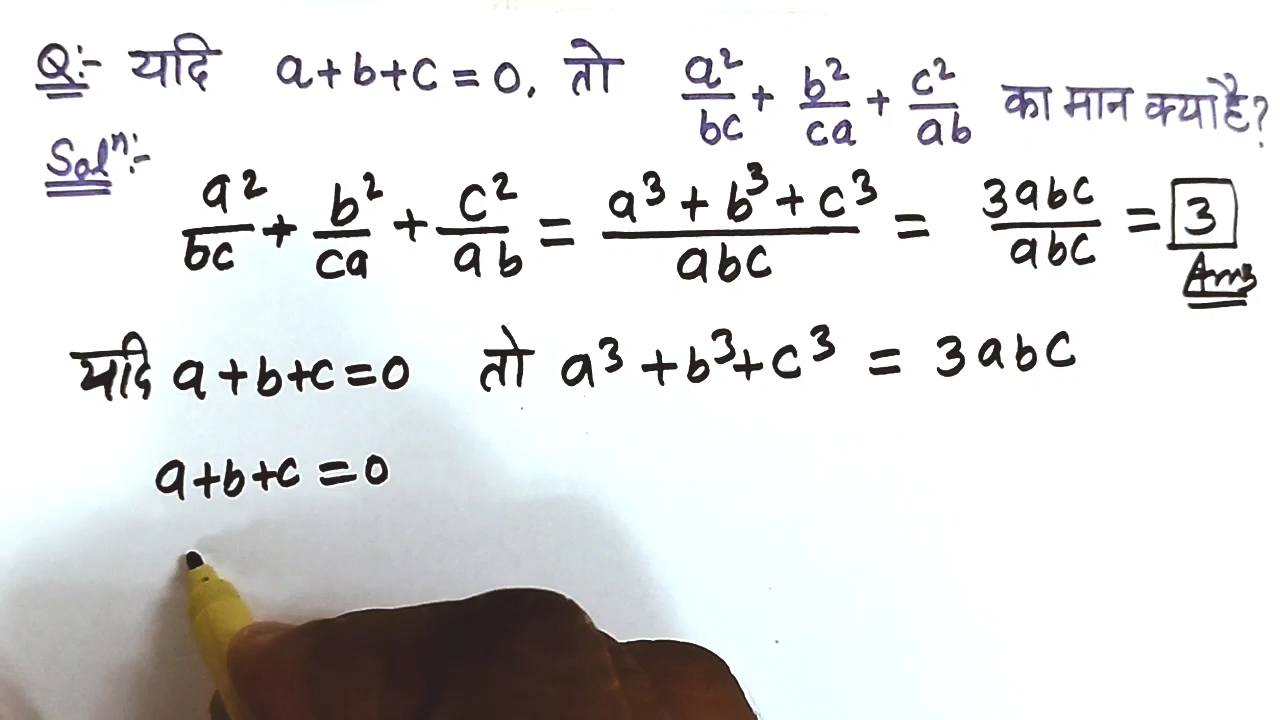 Q:- यदि a+b+c=0, तो a²/bc + b²/ca + c²/ab का मान क्या है?
Solⁿ:-
a²/bc + b²/ca + c²/ab = a³+b³+c³/abc = 3abc/abc = 3
Ans
यदि a+b+c=0 तो a³+b³+c³ = 3abc
a+b+c=0